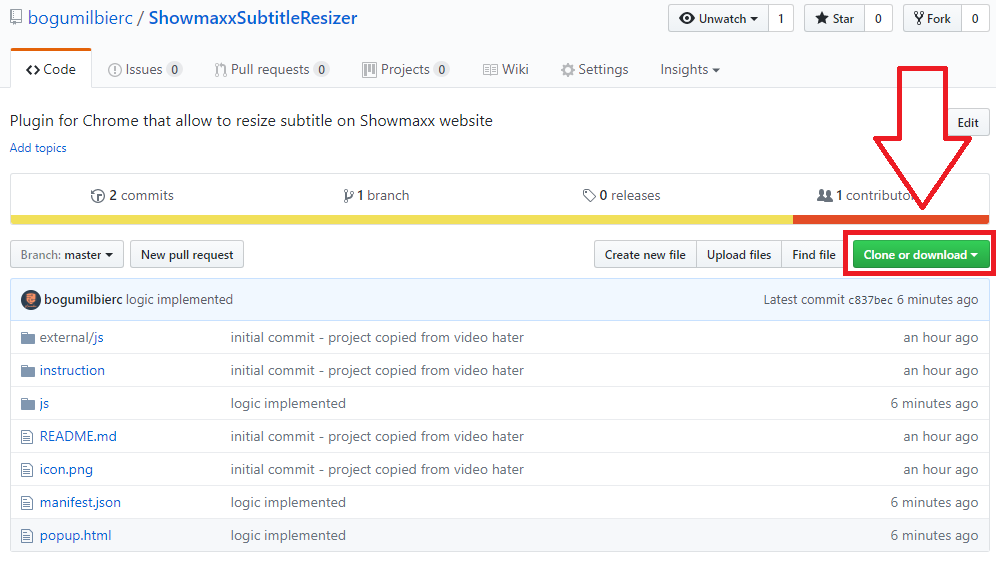 bogumilbierc / ShowmaxxSubtitleResizer Unwatch 1 Star 0 Fork 0
Code Issues 0 Pull requests 0 Projects 0 Wiki Settings Insights
Plugin for Chrome that allow to resize subtitle on Showmaxx website Edit
Add topics
2 commits 1 branch 0 releases 1 contributor
Branch: master New pull request Create new file Upload files Find file Clone or download
bogumilbierc logic implemented Latest commit c837bec 6 minutes ago
external/js initial commit - project copied from video hater an hour ago
instruction initial commit - project copied from video hater an hour ago
js logic implemented 6 minutes ago
README.md initial commit - project copied from video hater an hour ago
icon.png initial commit - project copied from video hater an hour ago
manifest.json logic implemented 6 minutes ago
popup.html logic implemented 6 minutes ago